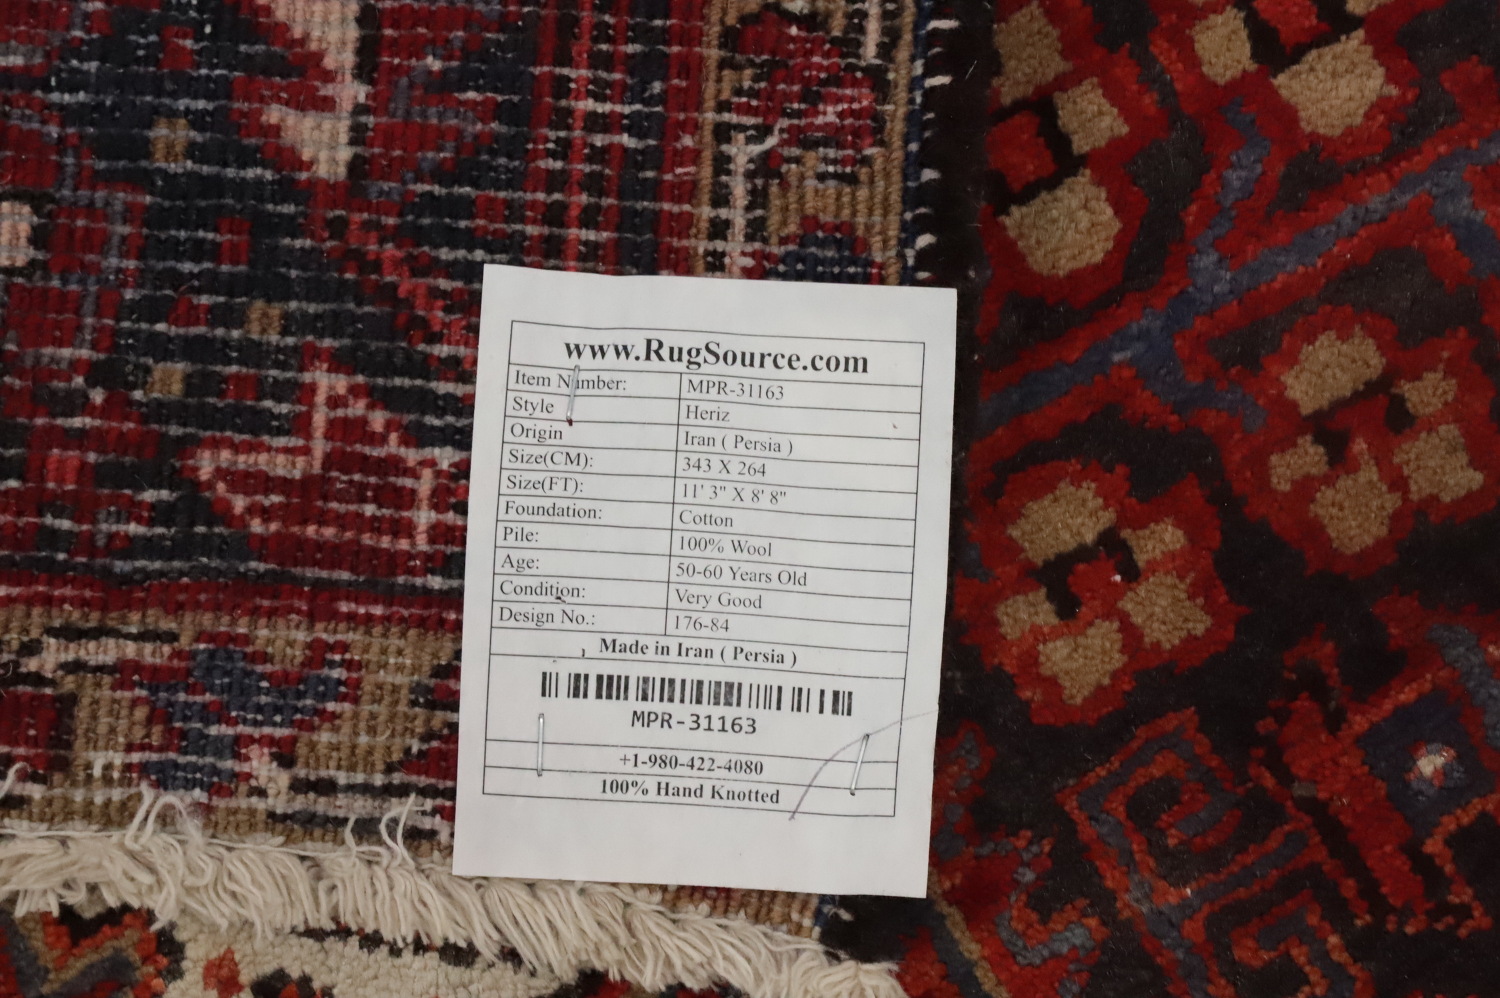 www.RugSource.com
Item Number: MPR-31163
Style Heriz
Origin Iran ( Persia )
Size(CM): 343 X 264
Size(FT): 11' 3" X 8' 8"
Foundation: Cotton
Pile: 100% Wool
Age: 50-60 Years Old
Condition: Very Good
Design No.: 176-84
Made in Iran ( Persia )
MPR-31163
+1-980-422-4080
100% Hand Knotted